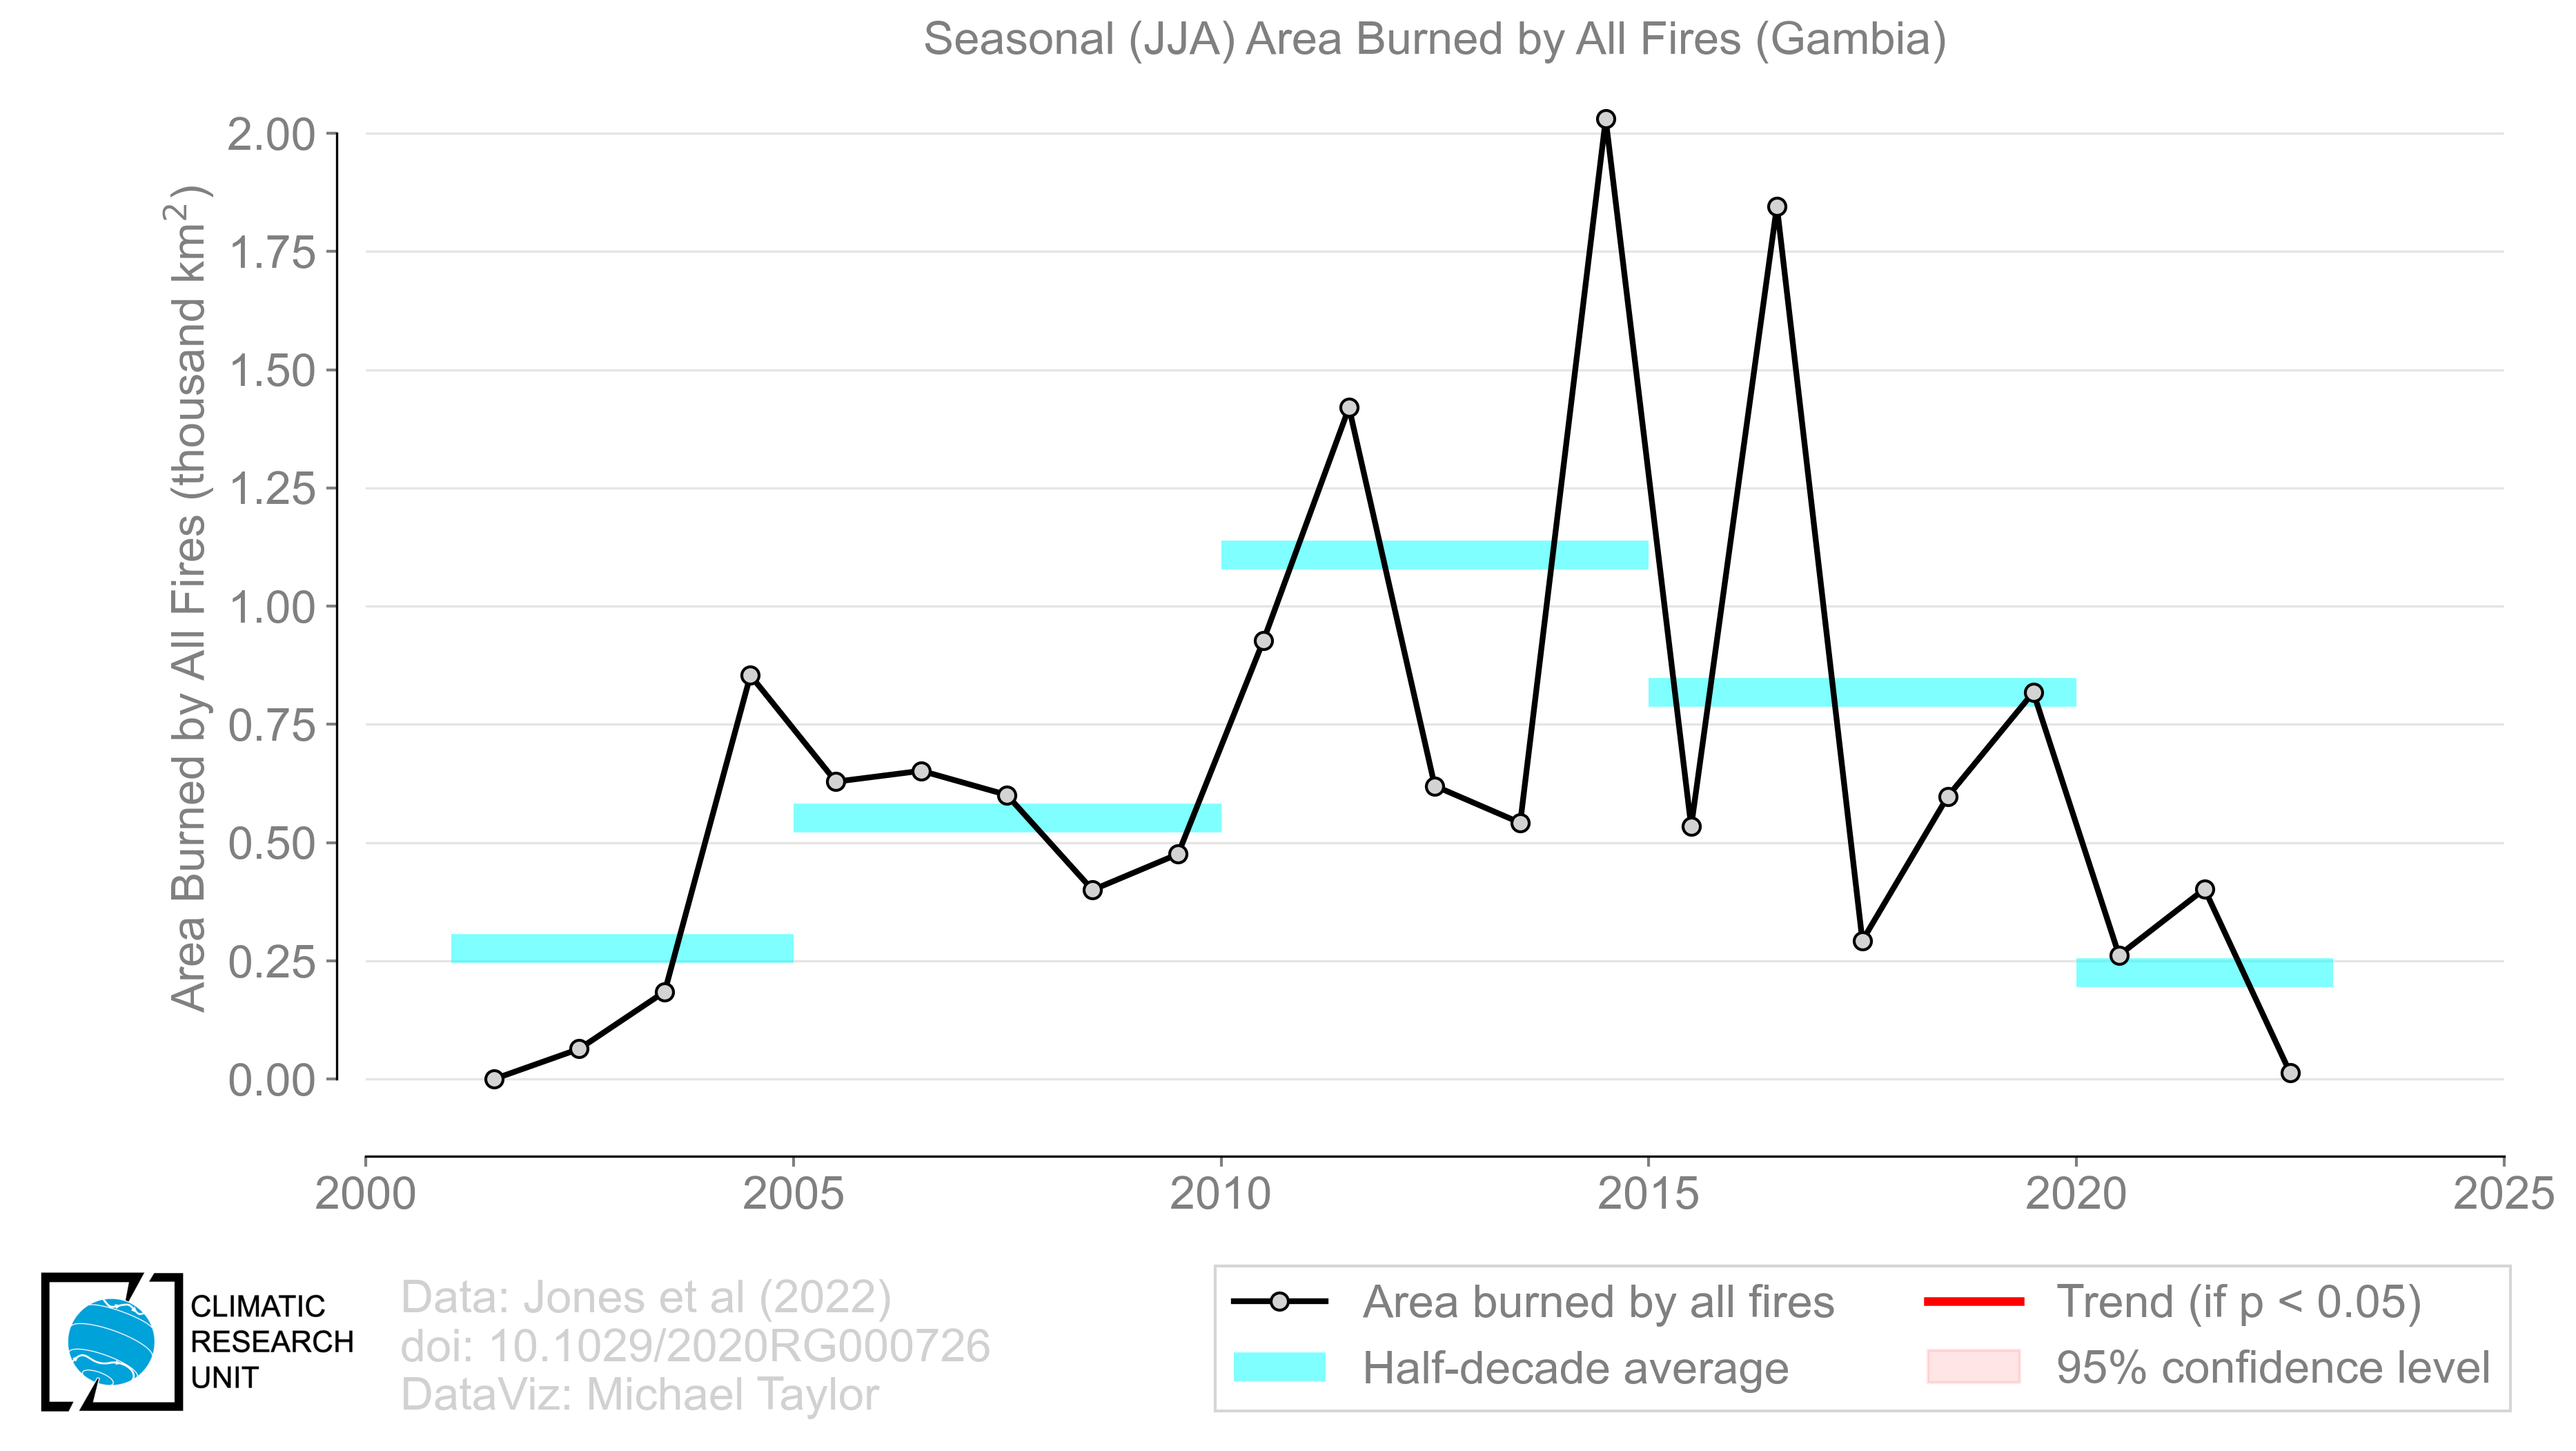 Seasonal (JJA) Area Burned by All Fires (Gambia)
Area Burned by All Fires (thousand km²)
2.00
1.75
1.50
1.25
1.00
0.75
0.50
0.25
0.00
2000 2005 2010 2015 2020 2025
CLIMATIC
RESEARCH
UNIT
Data: Jones et al (2022)
doi: 10.1029/2020RG000726
DataViz: Michael Taylor
Area burned by all fires
Half-decade average
Trend (if p < 0.05)
95% confidence level